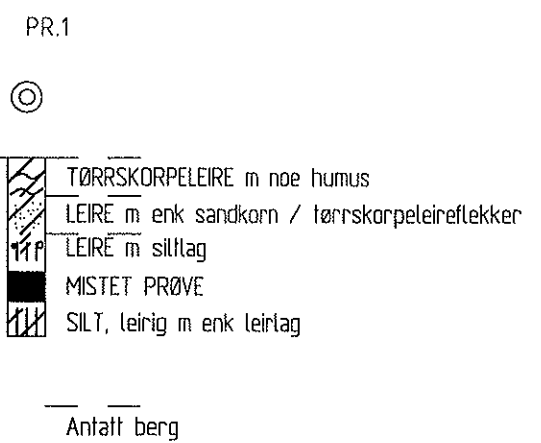 PR.1
TØRRSKORPELEIRE m noe humus
LEIRE m enk sandkorn / tørrskorpeleireflekker
LEIRE m siltlag
MISTET PRØVE
SILT, leirig m enk leirlag
Antatt berg